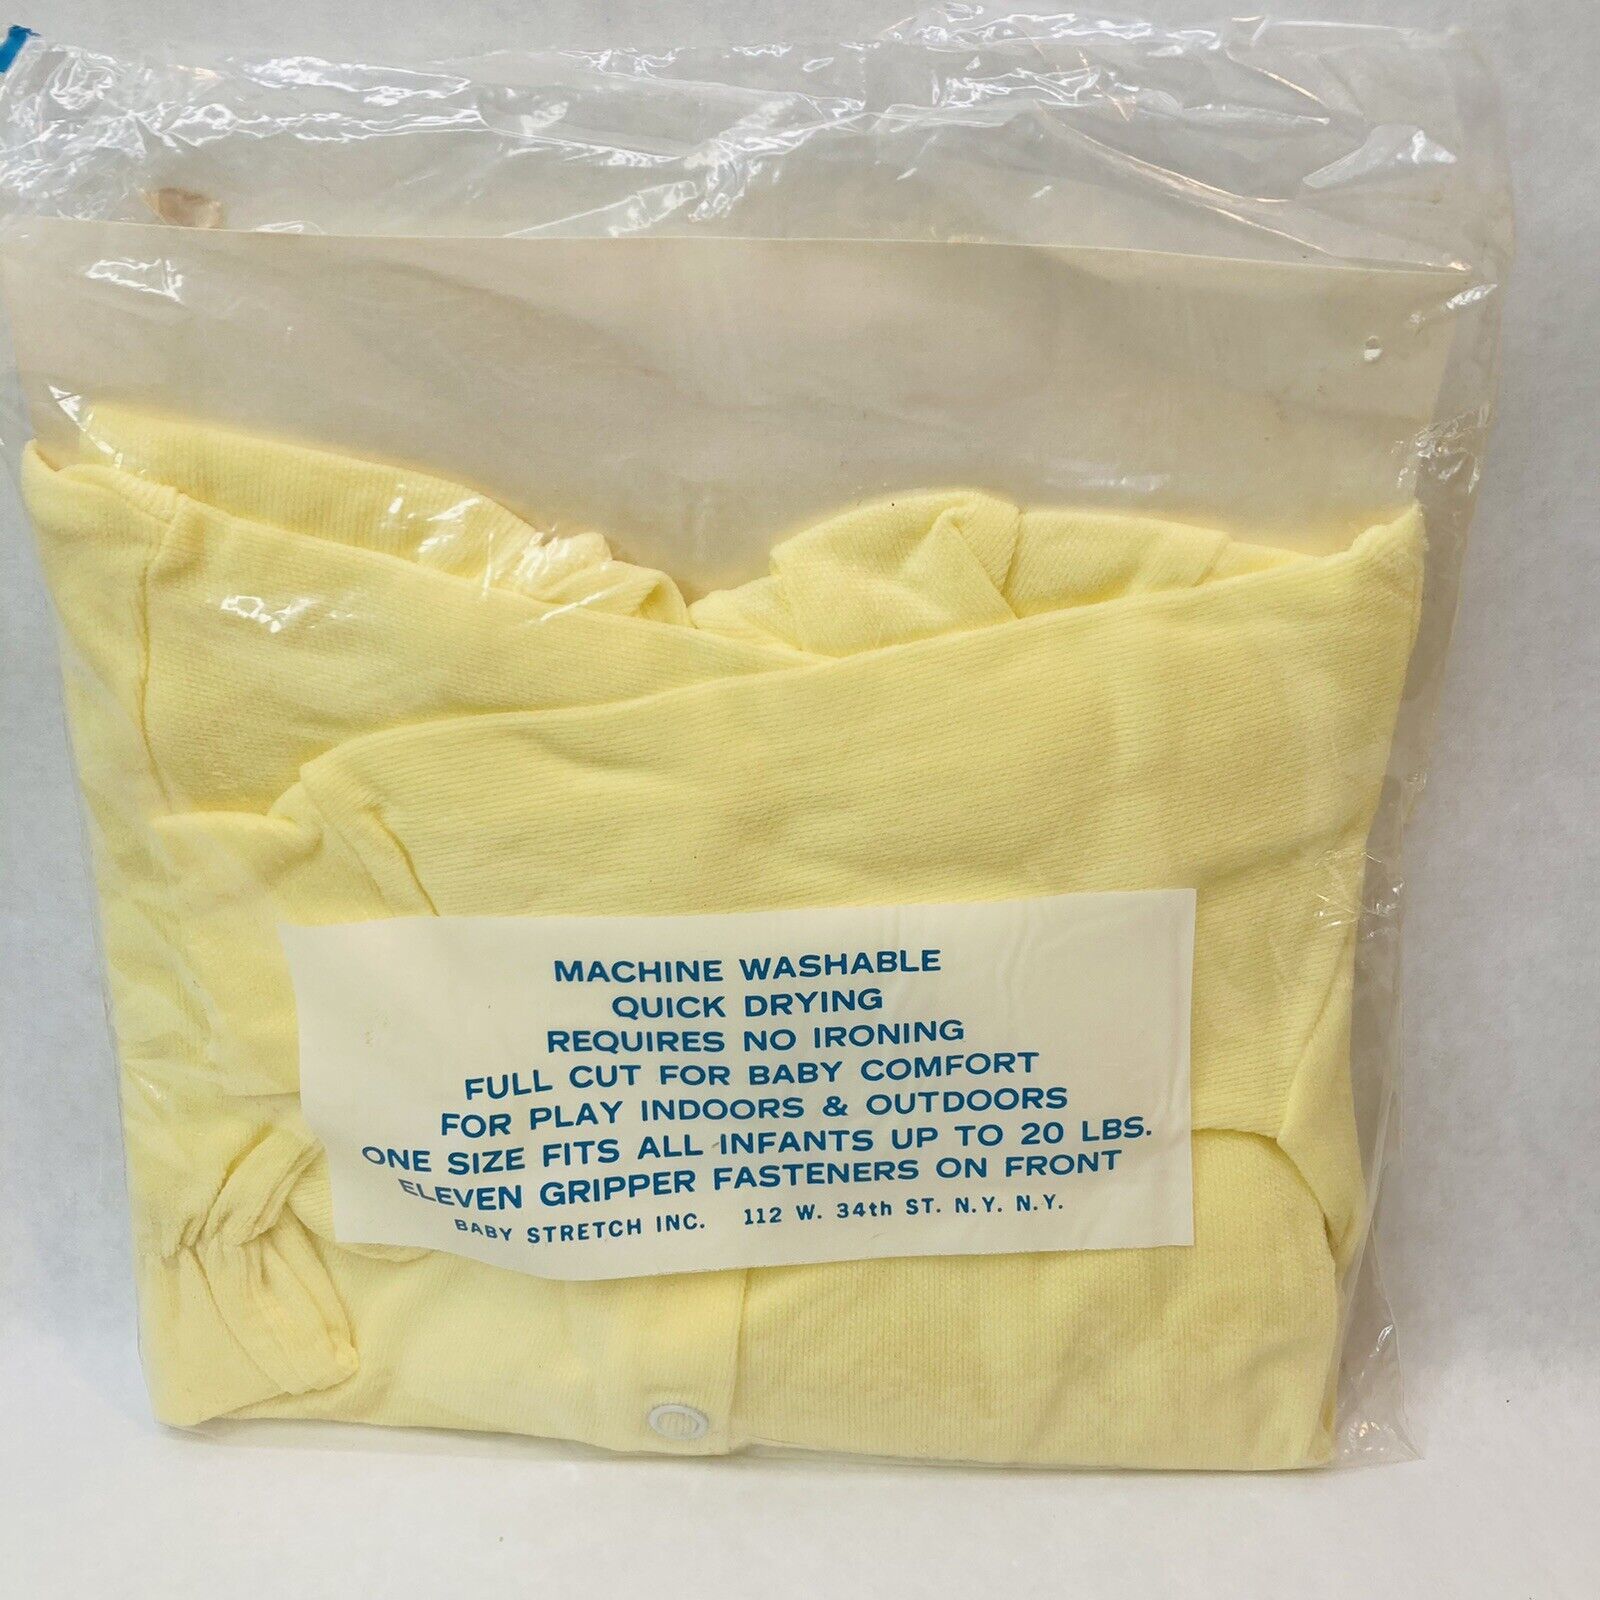 MACHINE WASHABLE
QUICK DRYING
REQUIRES NO IRONING
FULL CUT FOR BABY COMFORT
FOR PLAY INDOORS & OUTDOORS
ONE SIZE FITS ALL INFANTS UP TO 20 LBS.
ELEVEN GRIPPER FASTENERS ON FRONT
BABY STRETCH INC. 112 W. 34th ST. N.Y. N.Y.